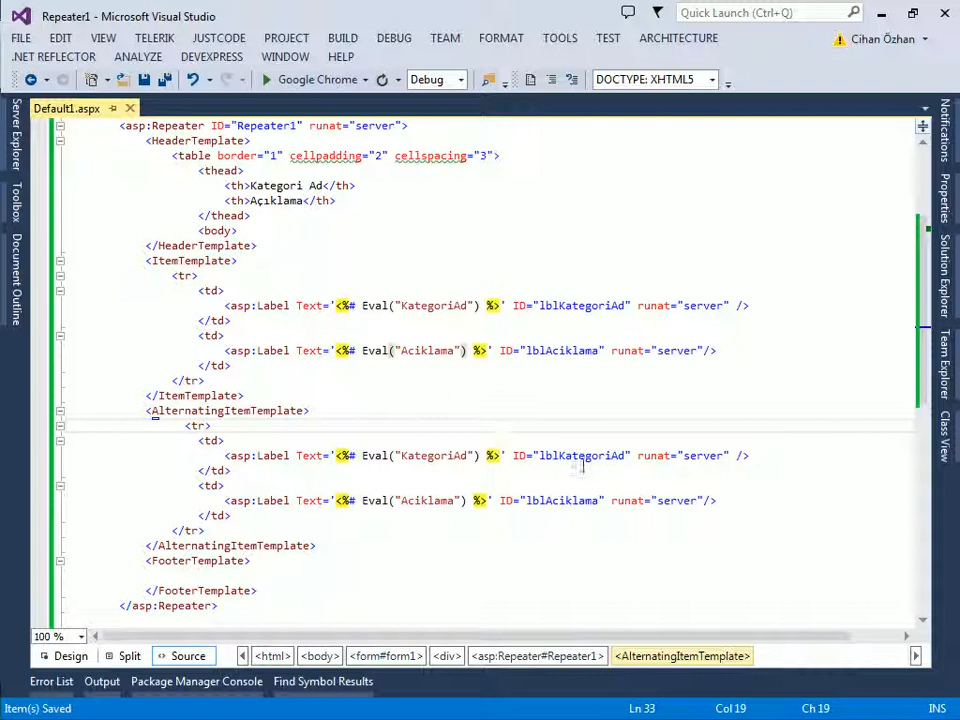 Repeater1 - Microsoft Visual Studio
Quick Launch (Ctrl+Q)
FILE EDIT VIEW TELERIK JUSTCODE PROJECT BUILD DEBUG TEAM FORMAT TOOLS TEST ARCHITECTURE
Cihan Özhan
.NET REFLECTOR ANALYZE DEVEXPRESS WINDOW HELP
Google Chrome Debug DOCTYPE: XHTML5
Default1.aspx
Server Explorer
Toolbox
Document Outline
<asp:Repeater ID="Repeater1" runat="server">
<HeaderTemplate>
<table border="1" cellpadding="2" cellspacing="3">
<thead>
<th>Kategori Ad</th>
<th>Açıklama</th>
</thead>
<body>
</HeaderTemplate>
<ItemTemplate>
<tr>
<td>
<asp:Label Text='<%# Eval("KategoriAd") %>' ID="lblKategoriAd" runat="server" />
</td>
<td>
<asp:Label Text='<%# Eval("Aciklama") %>' ID="lblAciklama" runat="server"/>
</td>
</tr>
</ItemTemplate>
<AlternatingItemTemplate>
<tr>
<td>
<asp:Label Text='<%# Eval("KategoriAd") %>' ID="lblKategoriAd" runat="server" />
</td>
<td>
<asp:Label Text='<%# Eval("Aciklama") %>' ID="lblAciklama" runat="server"/>
</td>
</tr>
</AlternatingItemTemplate>
<FooterTemplate>
</FooterTemplate>
</asp:Repeater>
Notifications
Properties
Solution Explorer
Team Explorer
Class View
100 %
Design Split Source <html> <body> <form#form1> <div> <asp:Repeater#Repeater1> <AlternatingItemTemplate>
Error List Output Package Manager Console Find Symbol Results
Item(s) Saved Ln 33 Col 19 Ch 19 INS